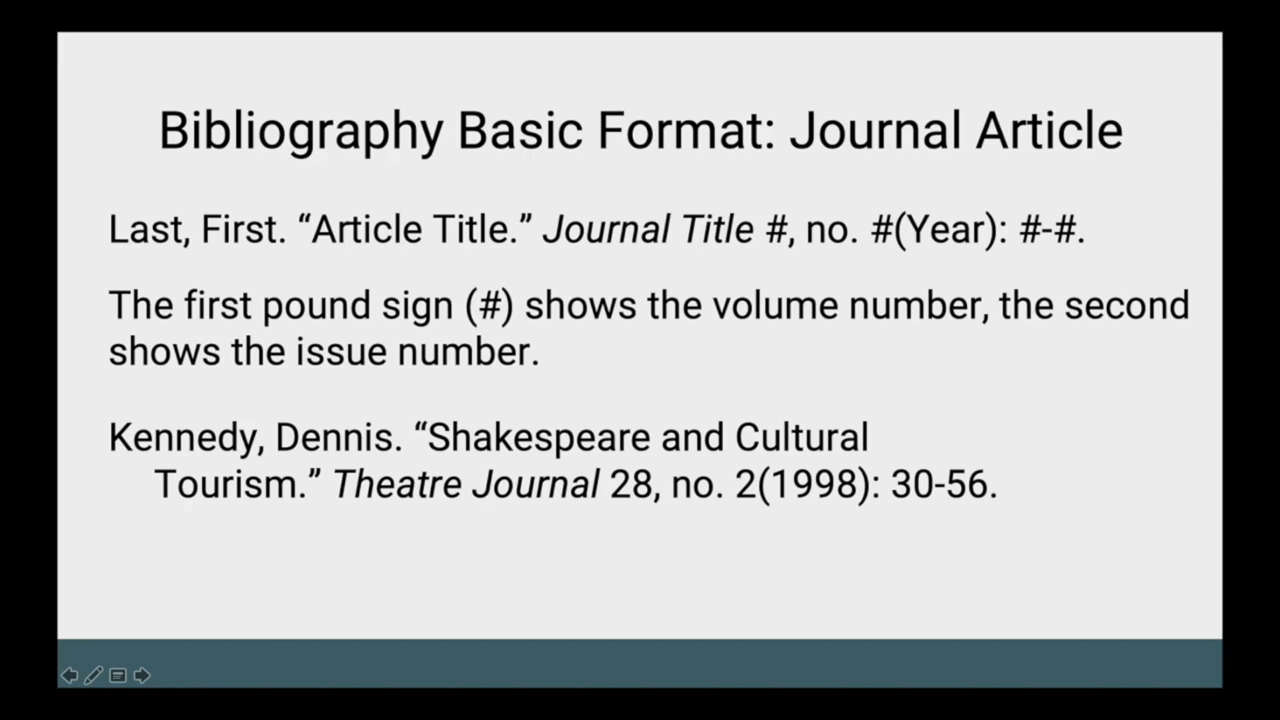 Bibliography Basic Format: Journal Article
Last, First. “Article Title.” Journal Title #, no. #(Year): #-#.
The first pound sign (#) shows the volume number, the second
shows the issue number.
Kennedy, Dennis. “Shakespeare and Cultural
Tourism.” Theatre Journal 28, no. 2(1998): 30-56.